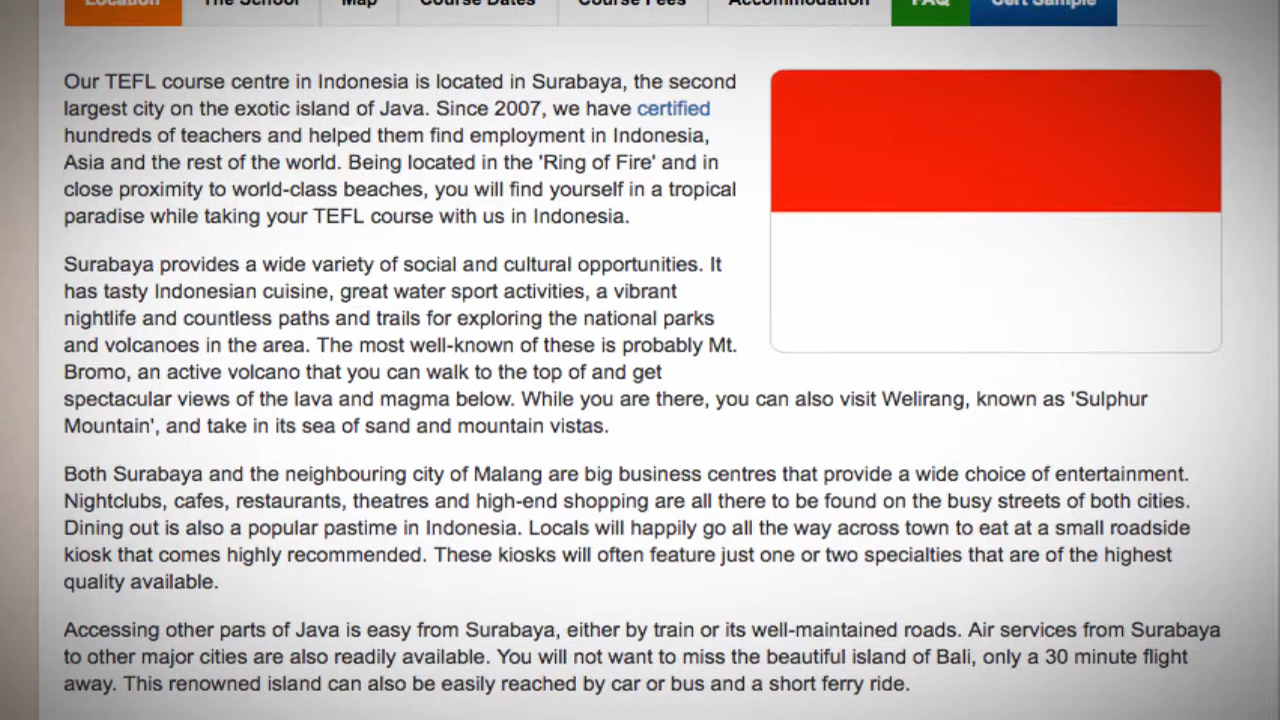 Location The School Map Course Dates Course Fees Accommodation FAQ Cert Sample
Our TEFL course centre in Indonesia is located in Surabaya, the second
largest city on the exotic island of Java. Since 2007, we have certified
hundreds of teachers and helped them find employment in Indonesia,
Asia and the rest of the world. Being located in the 'Ring of Fire' and in
close proximity to world-class beaches, you will find yourself in a tropical
paradise while taking your TEFL course with us in Indonesia.
Surabaya provides a wide variety of social and cultural opportunities. It
has tasty Indonesian cuisine, great water sport activities, a vibrant
nightlife and countless paths and trails for exploring the national parks
and volcanoes in the area. The most well-known of these is probably Mt.
Bromo, an active volcano that you can walk to the top of and get
spectacular views of the lava and magma below. While you are there, you can also visit Welirang, known as 'Sulphur
Mountain', and take in its sea of sand and mountain vistas.
Both Surabaya and the neighbouring city of Malang are big business centres that provide a wide choice of entertainment.
Nightclubs, cafes, restaurants, theatres and high-end shopping are all there to be found on the busy streets of both cities.
Dining out is also a popular pastime in Indonesia. Locals will happily go all the way across town to eat at a small roadside
kiosk that comes highly recommended. These kiosks will often feature just one or two specialties that are of the highest
quality available.
Accessing other parts of Java is easy from Surabaya, either by train or its well-maintained roads. Air services from Surabaya
to other major cities are also readily available. You will not want to miss the beautiful island of Bali, only a 30 minute flight
away. This renowned island can also be easily reached by car or bus and a short ferry ride.